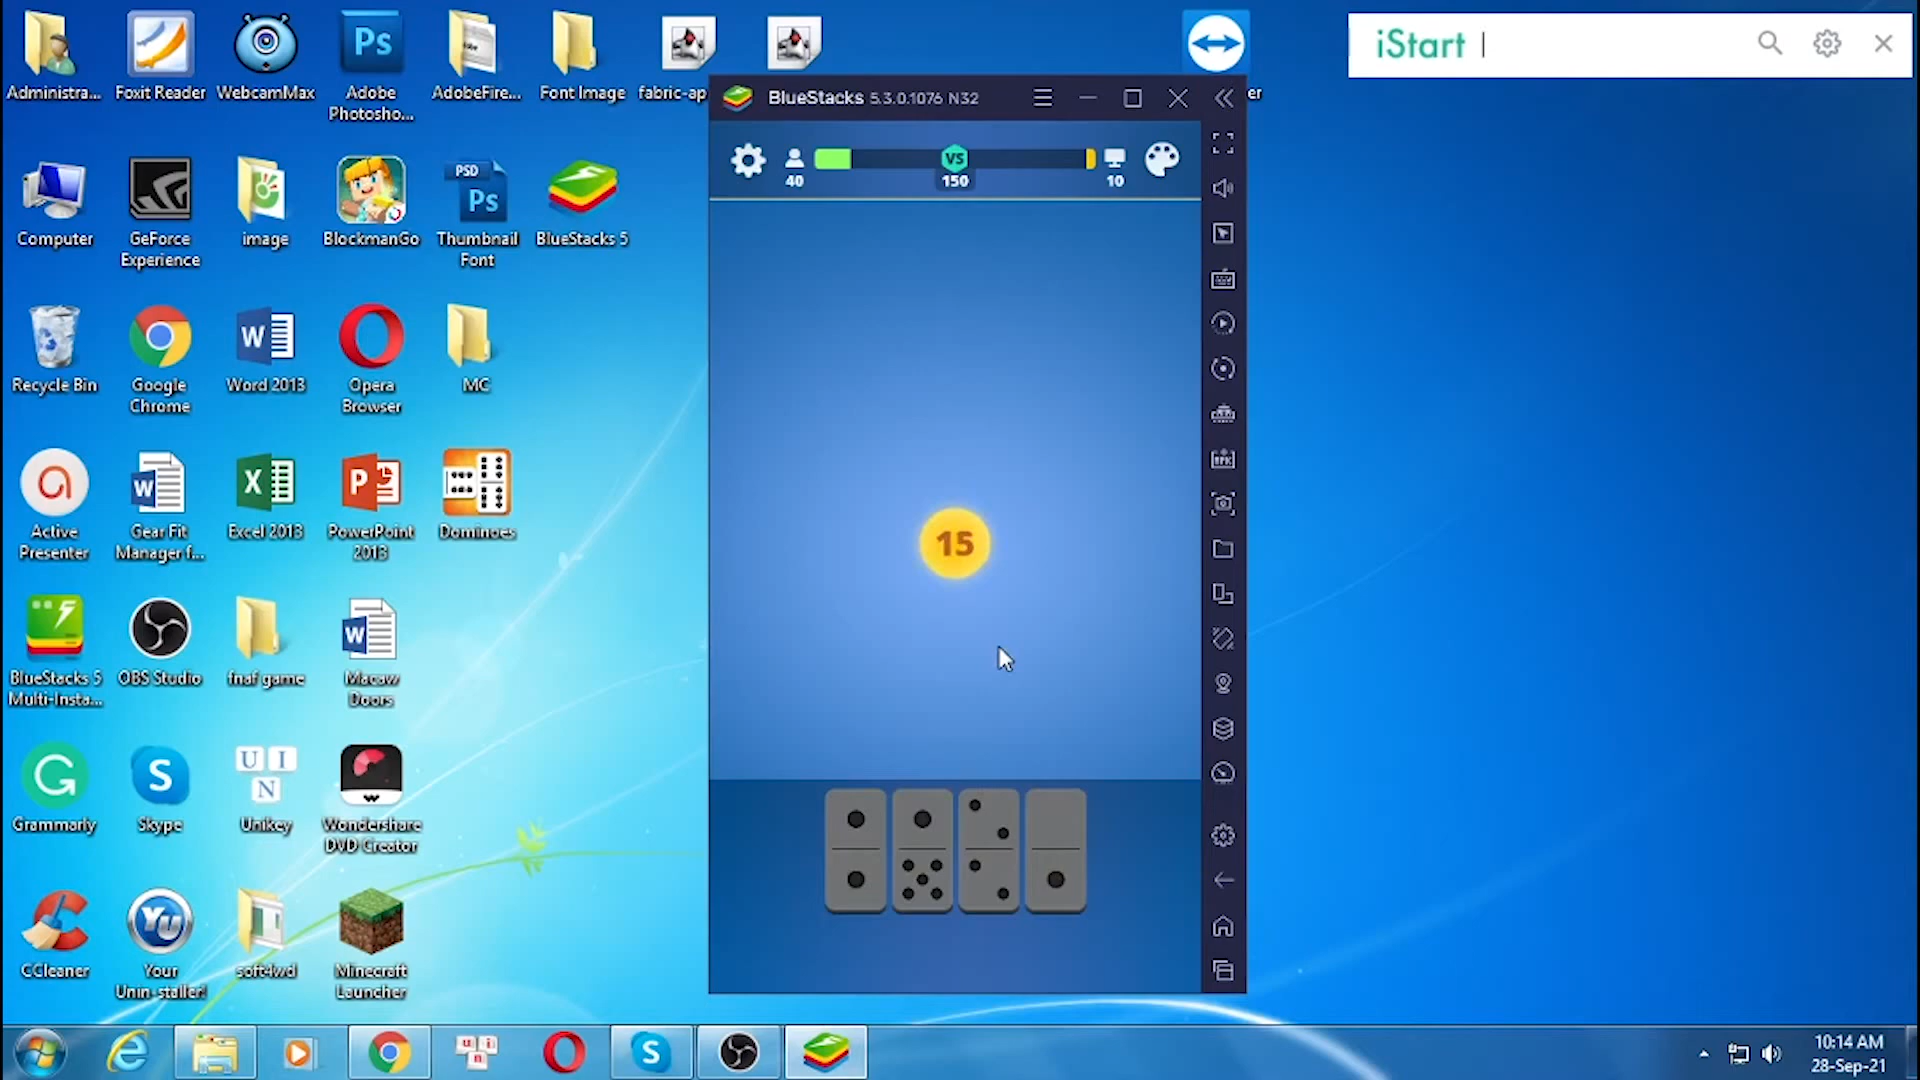 iStart
Administra...
Foxit Reader
WebcamMax
Adobe
Photosho...
AdobeFire...
Font Image
fabric-ap
er
BlueStacks 5.3.0.1076 N32
VS
40
150
10
Computer
GeForce
Experience
image
BlockmanGo
PSD
Ps
Ps
Thumbnail
Font
BlueStacks 5
Recycle Bin
Google
Chrome
W
Word 2013
Opera
Browser
MC
Active
Presenter
W
Gear Fit
Manager f...
X
Excel 2013
P
PowerPoint
2013
Dominoes
15
BlueStacks 5
Multi-Insta...
OBS Studio
fnaf game
W
Macaw
Doors
G
Grammarly
S
Skype
U I
N
Unikey
Wondershare
DVD Creator
CCleaner
Yu
Your
Unin-staller!
soft4wd
Minecraft
Launcher
10:14 AM
28-Sep-21